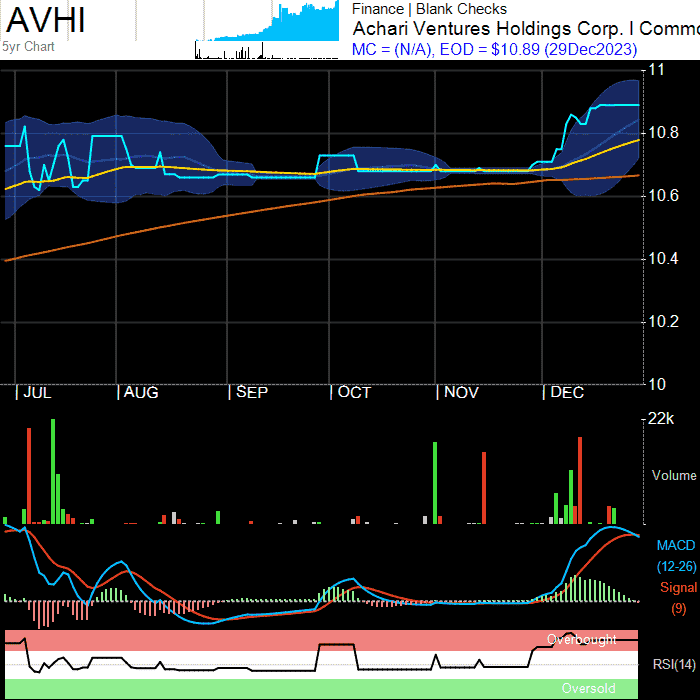 AVHI
5yr Chart
Finance | Blank Checks
Achari Ventures Holdings Corp. I Commo
MC = (N/A), EOD = $10.89 (29Dec2023)
11
10.8
10.6
10.4
10.2
10
JUL AUG SEP OCT NOV DEC
22k
Volume
MACD
(12-26)
Signal
(9)
Overbought
RSI(14)
Oversold